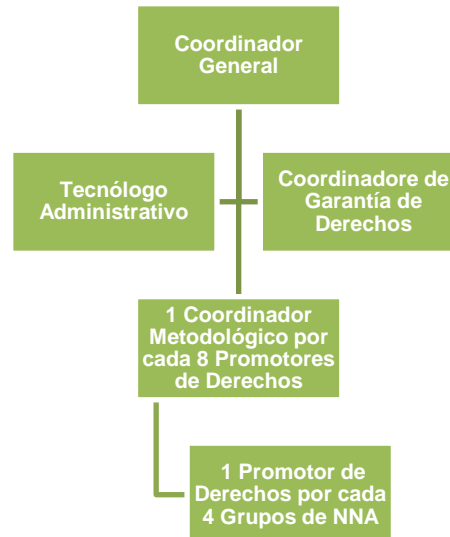 Coordinador
General
Tecnólogo
Administrativo
Coordinadore de
Garantía de
Derechos
1 Coordinador
Metodológico por
cada 8 Promotores
de Derechos
1 Promotor de
Derechos por cada
4 Grupos de NNA